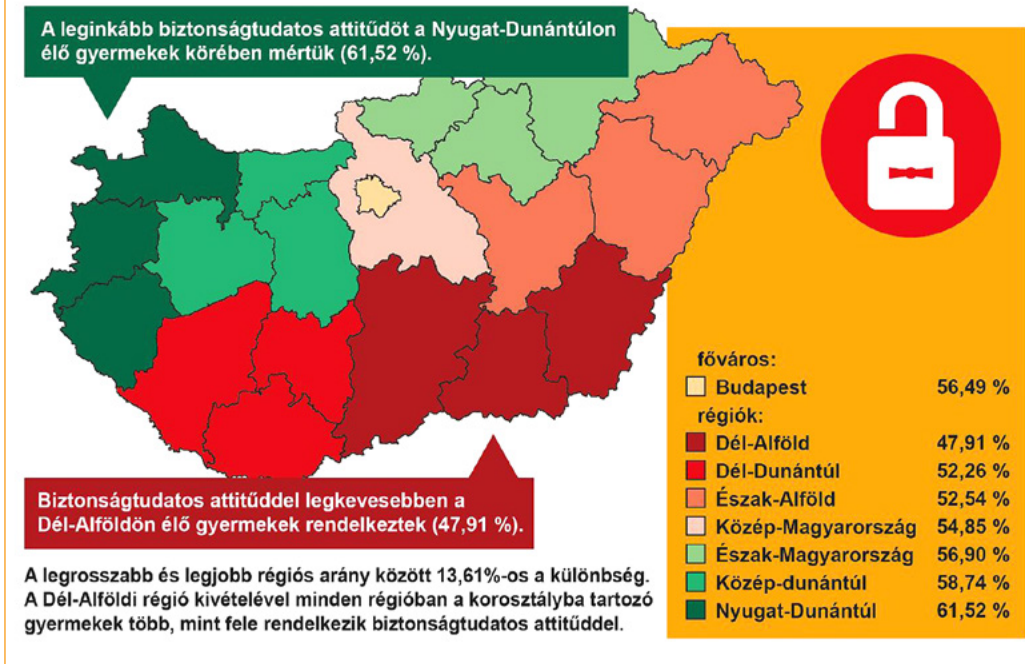 A leginkább biztonságtudatos attitűdöt a Nyugat-Dunántúlon
élő gyermekek körében mértük (61,52 %).
főváros:
Budapest 56,49 %
régiók:
Dél-Alföld 47,91 %
Dél-Dunántúl 52,26 %
Észak-Alföld 52,54 %
Közép-Magyarország 54,85 %
Észak-Magyarország 56,90 %
Közép-dunántúl 58,74 %
Nyugat-Dunántúl 61,52 %
Biztonságtudatos attitűddel legkevesebben a
Dél-Alföldön élő gyermekek rendelkeztek (47,91 %).
A legrosszabb és legjobb régiós arány között 13,61%-os a különbség.
A Dél-Alföldi régió kivételével minden régióban a korosztályba tartozó
gyermekek több, mint fele rendelkezik biztonságtudatos attitűddel.